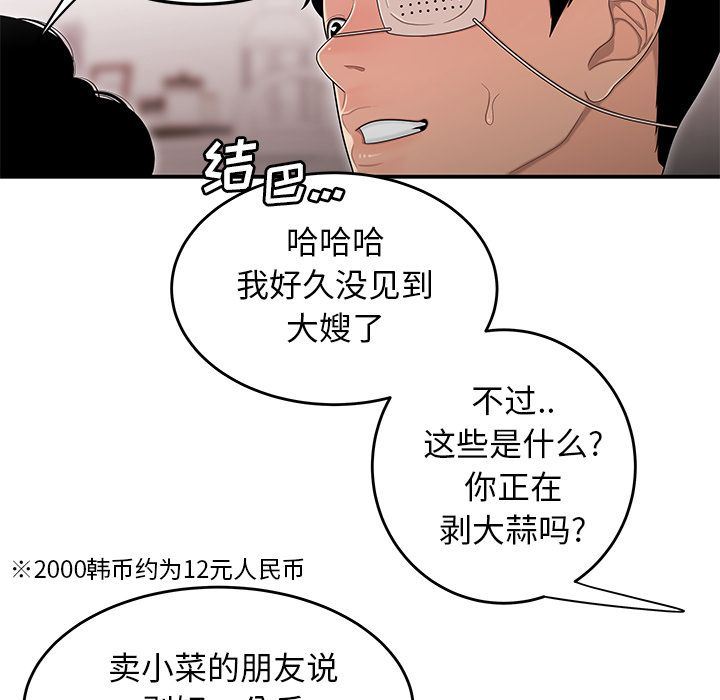 结巴...
哈哈哈
我好久没见到
大嫂了
不过..
这些是什么?
你正在
剥大蒜吗?
※2000韩币约为12元人民币
卖小菜的朋友说